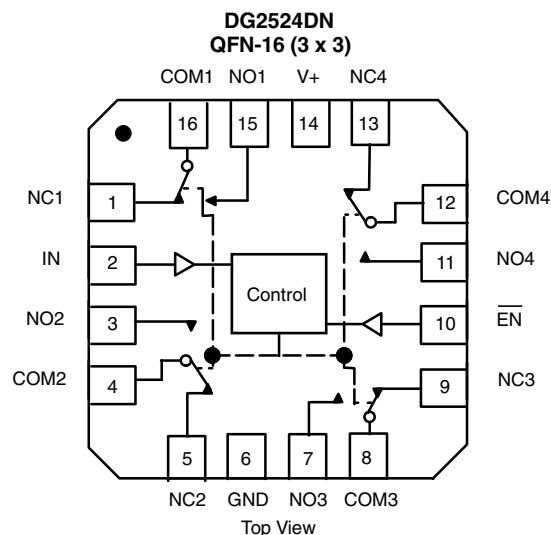 DG2524DN
QFN-16 (3 x 3)
COM1 NO1 V+ NC4
16 15 14 13
NC1 1 12 COM4
IN 2 11 NO4
Control
NO2 3 10 E̅N̅
COM2 4 9 NC3
5 6 7 8
NC2 GND NO3 COM3
Top View